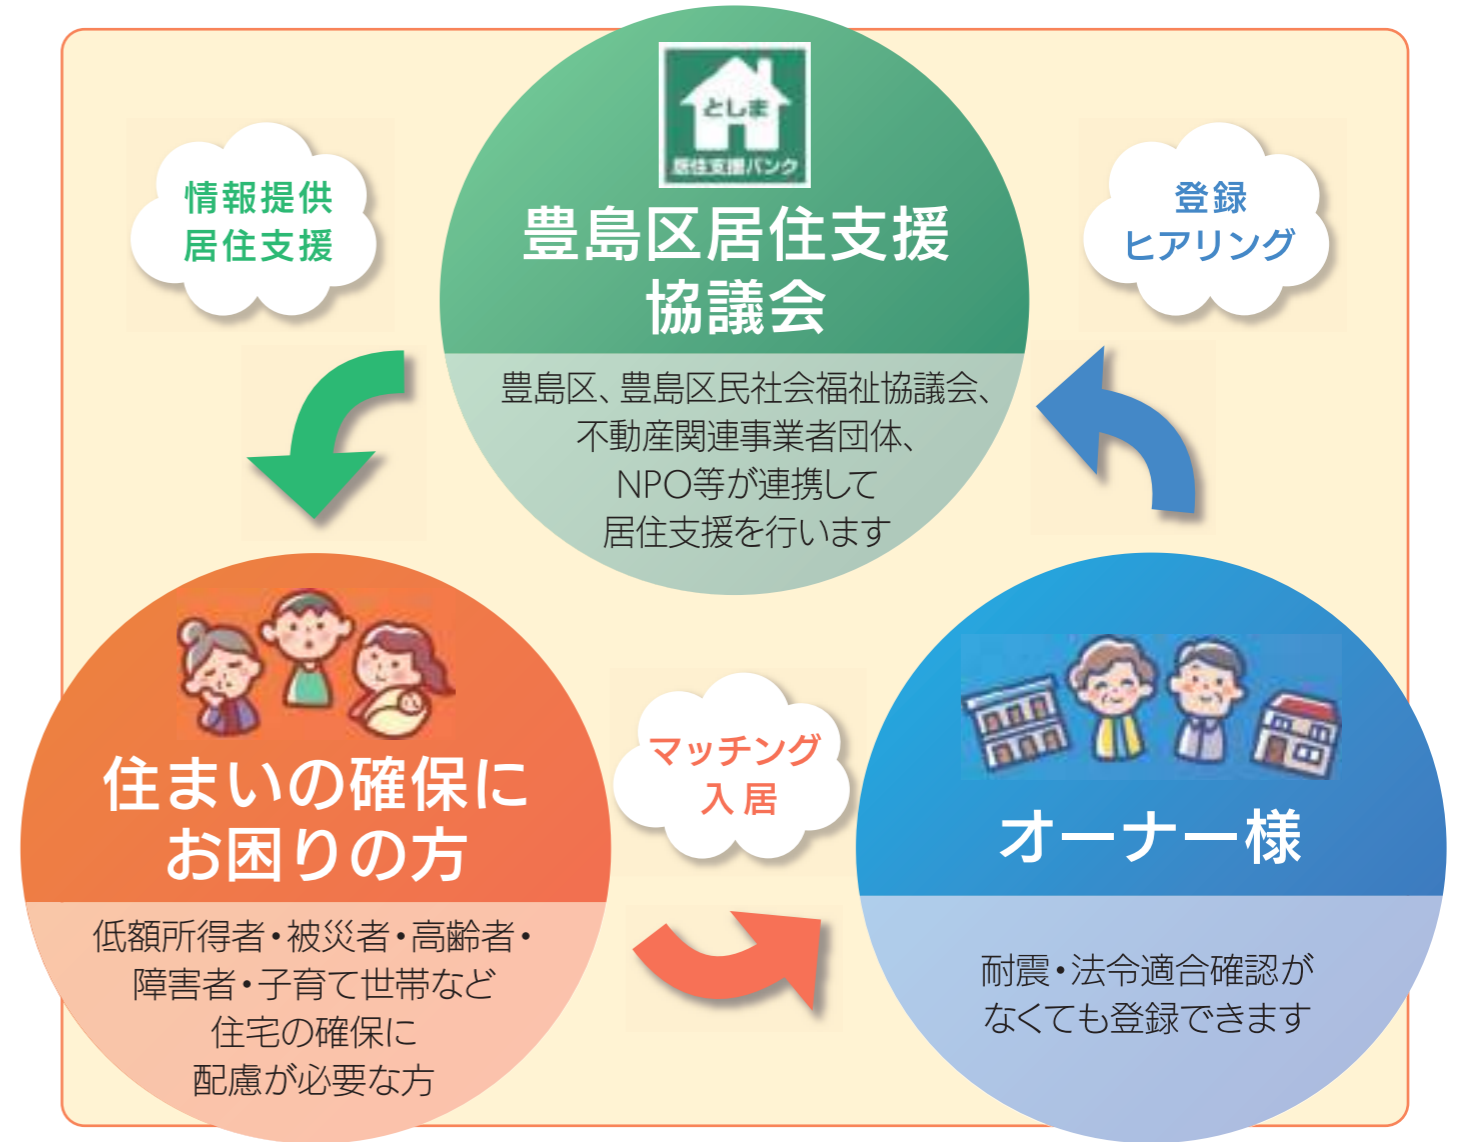 としま
居住支援バンク
豊島区居住支援
協議会
豊島区、豊島区民社会福祉協議会、
不動産関連事業者団体、
NPO等が連携して
居住支援を行います
情報提供
居住支援
登録
ヒアリング
住まいの確保に
お困りの方
低額所得者・被災者・高齢者・
障害者・子育て世帯など
住宅の確保に
配慮が必要な方
マッチング
入居
オーナー様
耐震・法令適合確認が
なくても登録できます